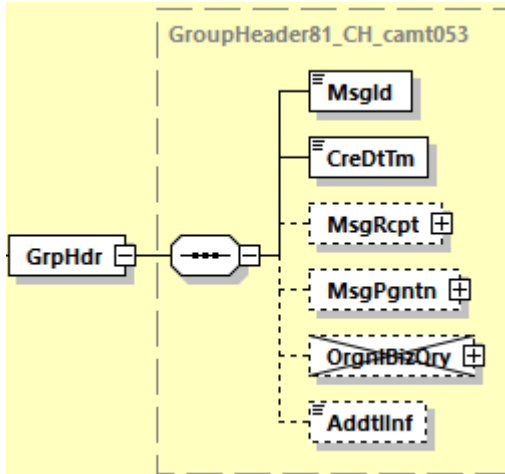 GroupHeader81_CH_camt053
MsgId
CreDtTm
MsgRcpt
GrpHdr
MsgPgntn
OrgnlBizQry
AddtlInf